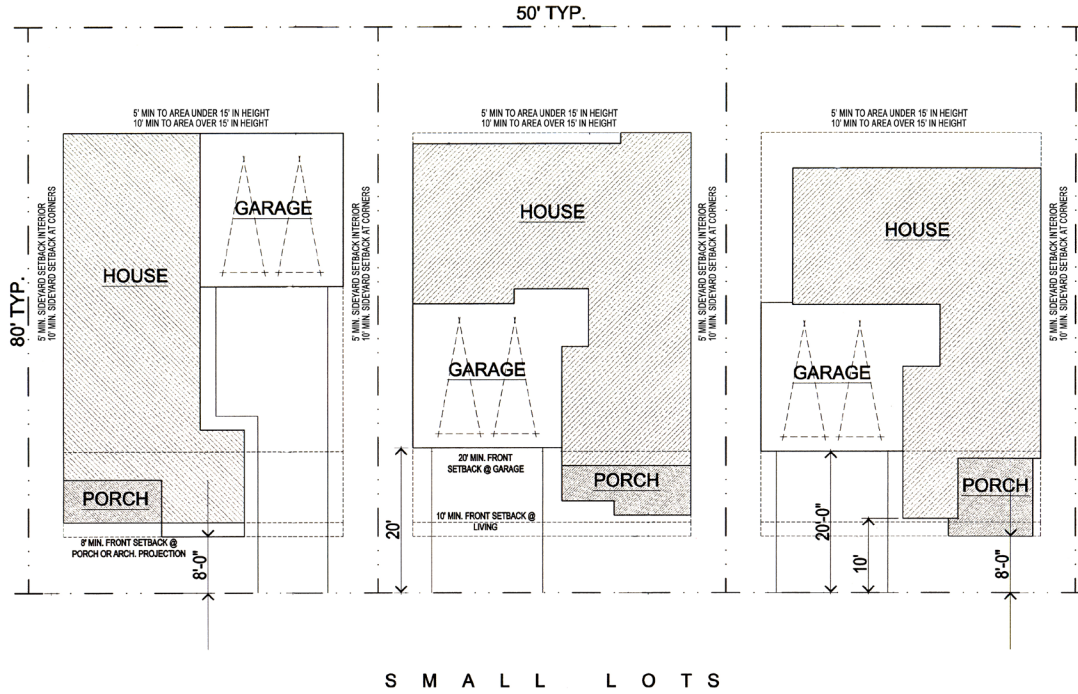 50' TYP.
5' MIN TO AREA UNDER 15' IN HEIGHT
10' MIN TO AREA OVER 15' IN HEIGHT
5' MIN TO AREA UNDER 15' IN HEIGHT
10' MIN TO AREA OVER 15' IN HEIGHT
5' MIN TO AREA UNDER 15' IN HEIGHT
10' MIN TO AREA OVER 15' IN HEIGHT
80' TYP.
5' MIN. SIDEYARD SETBACK INTERIOR
10' MIN. SIDEYARD SETBACK AT CORNERS
HOUSE
GARAGE
5' MIN. SIDEYARD SETBACK INTERIOR
10' MIN. SIDEYARD SETBACK AT CORNERS
HOUSE
GARAGE
5' MIN. SIDEYARD SETBACK INTERIOR
10' MIN. SIDEYARD SETBACK AT CORNERS
HOUSE
GARAGE
5' MIN. SIDEYARD SETBACK INTERIOR
10' MIN. SIDEYARD SETBACK AT CORNERS
PORCH
8' MIN. FRONT SETBACK @
PORCH OR ARCH. PROJECTION
8'-0"
20'
20' MIN. FRONT
SETBACK @ GARAGE
PORCH
10' MIN. FRONT SETBACK @
LIVING
20'-0"
10'
PORCH
8'-0"
SMALL LOTS